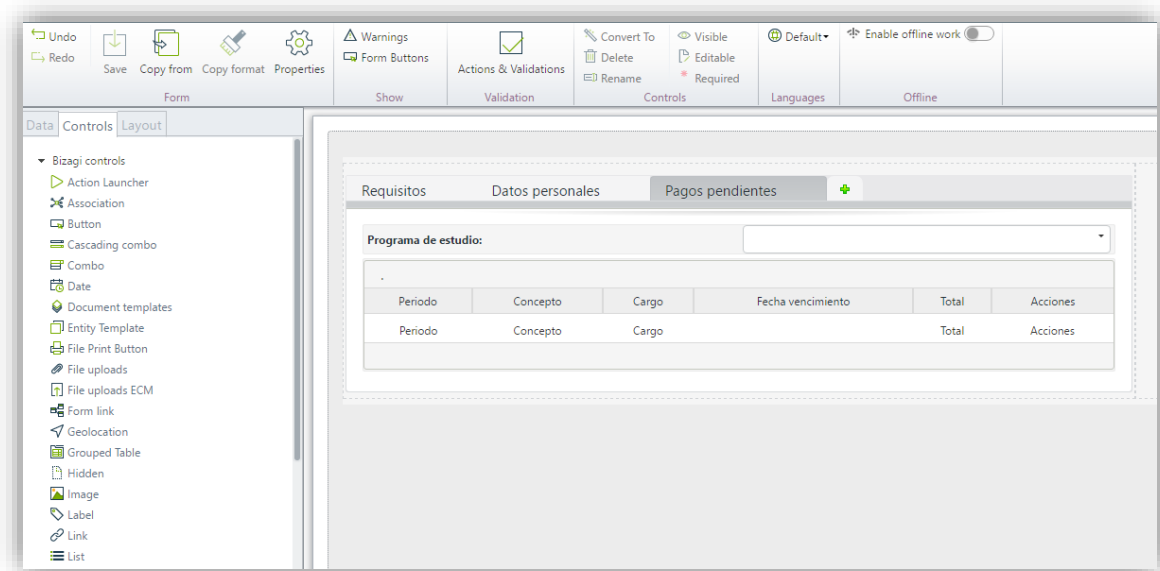 Undo
Redo
Save
Copy from
Copy format
Properties
Form
Warnings
Form Buttons
Show
Actions & Validations
Validation
Convert To
Delete
Rename
Visible
Editable
* Required
Controls
Default
Languages
Enable offline work
Offline
Data Controls Layout
Bizagi controls
Action Launcher
Association
Button
Cascading combo
Combo
Date
Document templates
Entity Template
File Print Button
File uploads
File uploads ECM
Form link
Geolocation
Grouped Table
Hidden
Image
Label
Link
List
Requisitos Datos personales Pagos pendientes
Programa de estudio:
.
Periodo Concepto Cargo Fecha vencimiento Total Acciones
Periodo Concepto Cargo Total Acciones